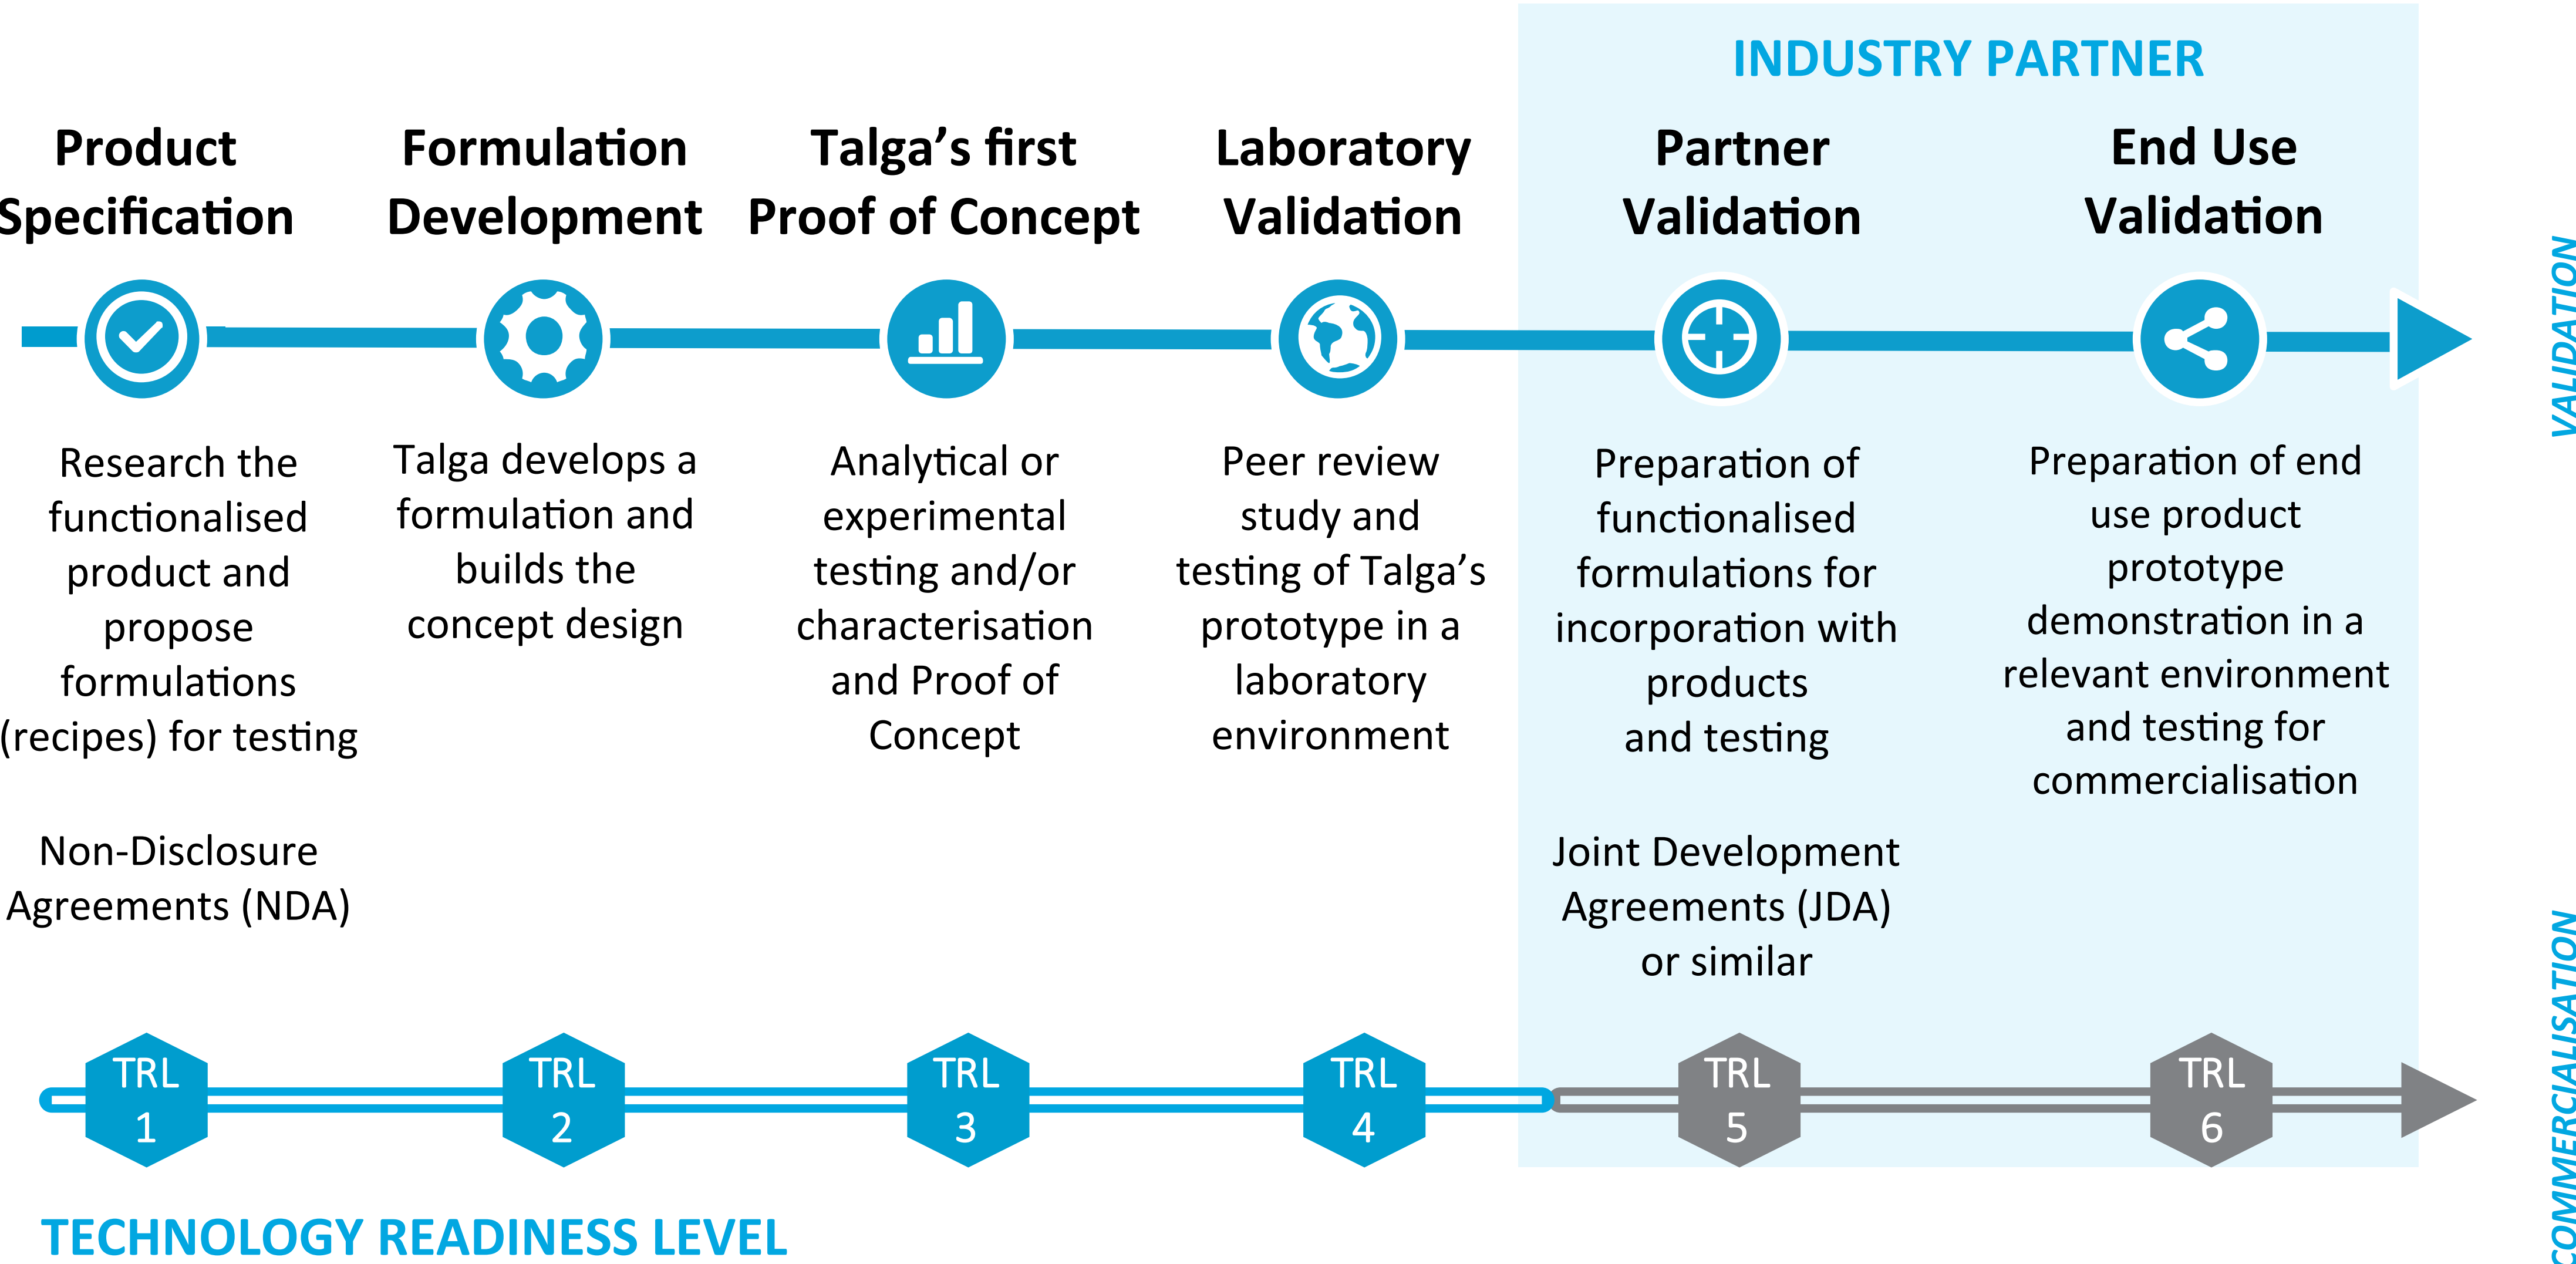 INDUSTRY PARTNER
Product
Specification
Formulation
Development
Talga’s first
Proof of Concept
Laboratory
Validation
Partner
Validation
End Use
Validation
VALIDATION
Research the
functionalised
product and
propose
formulations
(recipes) for testing
Non-Disclosure
Agreements (NDA)
Talga develops a
formulation and
builds the
concept design
Analytical or
experimental
testing and/or
characterisation
and Proof of
Concept
Peer review
study and
testing of Talga’s
prototype in a
laboratory
environment
Preparation of
functionalised
formulations for
incorporation with
products
and testing
Joint Development
Agreements (JDA)
or similar
Preparation of end
use product
prototype
demonstration in a
relevant environment
and testing for
commercialisation
COMMERCIALISATION
TRL
1
TRL
2
TRL
3
TRL
4
TRL
5
TRL
6
TECHNOLOGY READINESS LEVEL